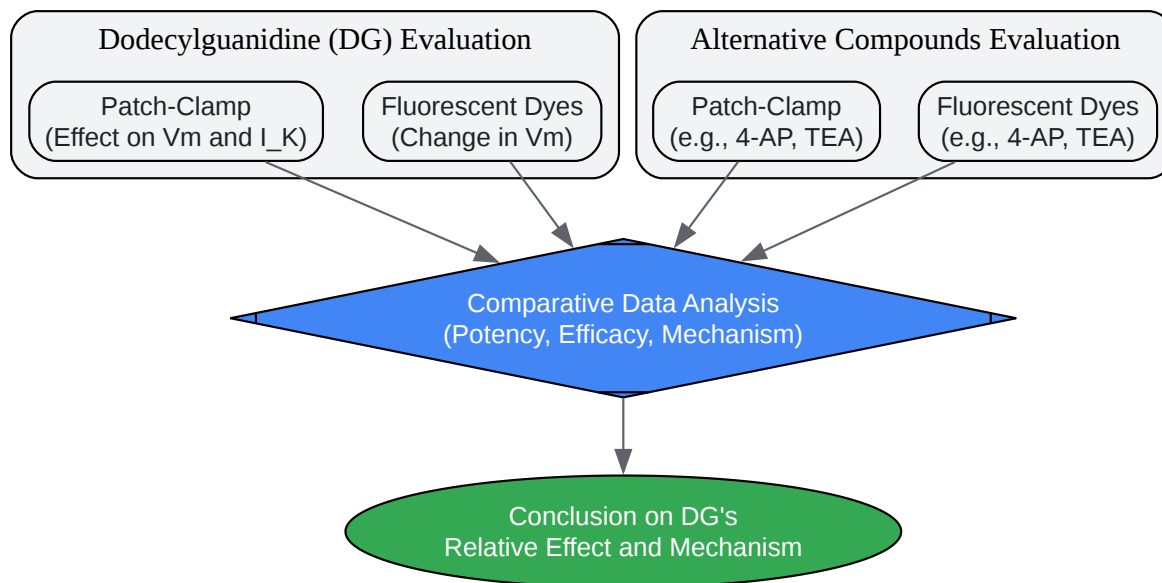 Dodecylguanidine (DG) Evaluation
Patch-Clamp
(Effect on Vm and I_K)
Fluorescent Dyes
(Change in Vm)
Alternative Compounds Evaluation
Patch-Clamp
(e.g., 4-AP, TEA)
Fluorescent Dyes
(e.g., 4-AP, TEA)
Comparative Data Analysis
(Potency, Efficacy, Mechanism)
Conclusion on DG's
Relative Effect and Mechanism